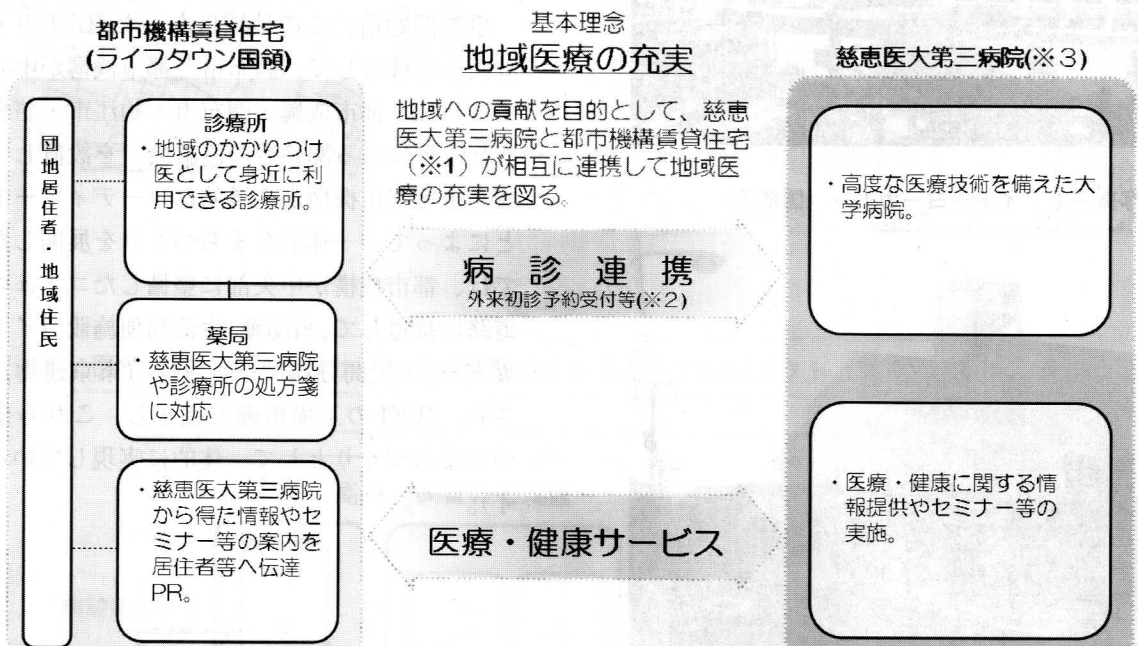 都市機構賃貸住宅
(ライフタウン国領)
団地居住者・地域住民
診療所
・地域のかかりつけ
医として身近に利
用できる診療所。
薬局
・慈恵医大第三病院
や診療所の処方箋
に対応
・慈恵医大第三病院
から得た情報やセ
ミナー等の案内を
居住者等へ伝達
PR。
基本理念
地域医療の充実
地域への貢献を目的として、慈恵
医大第三病院と都市機構賃貸住宅
(※1)が相互に連携して地域医
療の充実を図る。
病診連携
外来初診予約受付等(※2)
医療・健康サービス
慈恵医大第三病院(※3)
・高度な医療技術を備えた大
学病院。
・医療・健康に関する情
報提供やセミナー等の
実施。